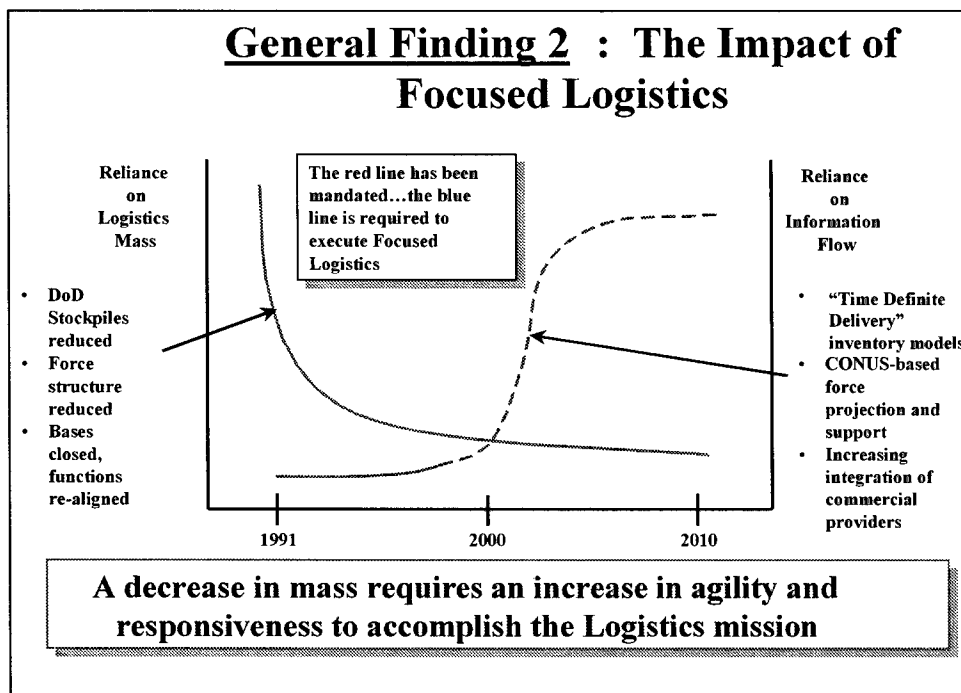 General Finding 2 : The Impact of
Focused Logistics
Reliance
on
Logistics
Mass
The red line has been
mandated...the blue
line is required to
execute Focused
Logistics
Reliance
on
Information
Flow
• DoD
Stockpiles
reduced
• Force
structure
reduced
• Bases
closed,
functions
re-aligned
• “Time Definite
Delivery”
inventory models
• CONUS-based
force
projection and
support
• Increasing
integration of
commercial
providers
1991 2000 2010
A decrease in mass requires an increase in agility and
responsiveness to accomplish the Logistics mission